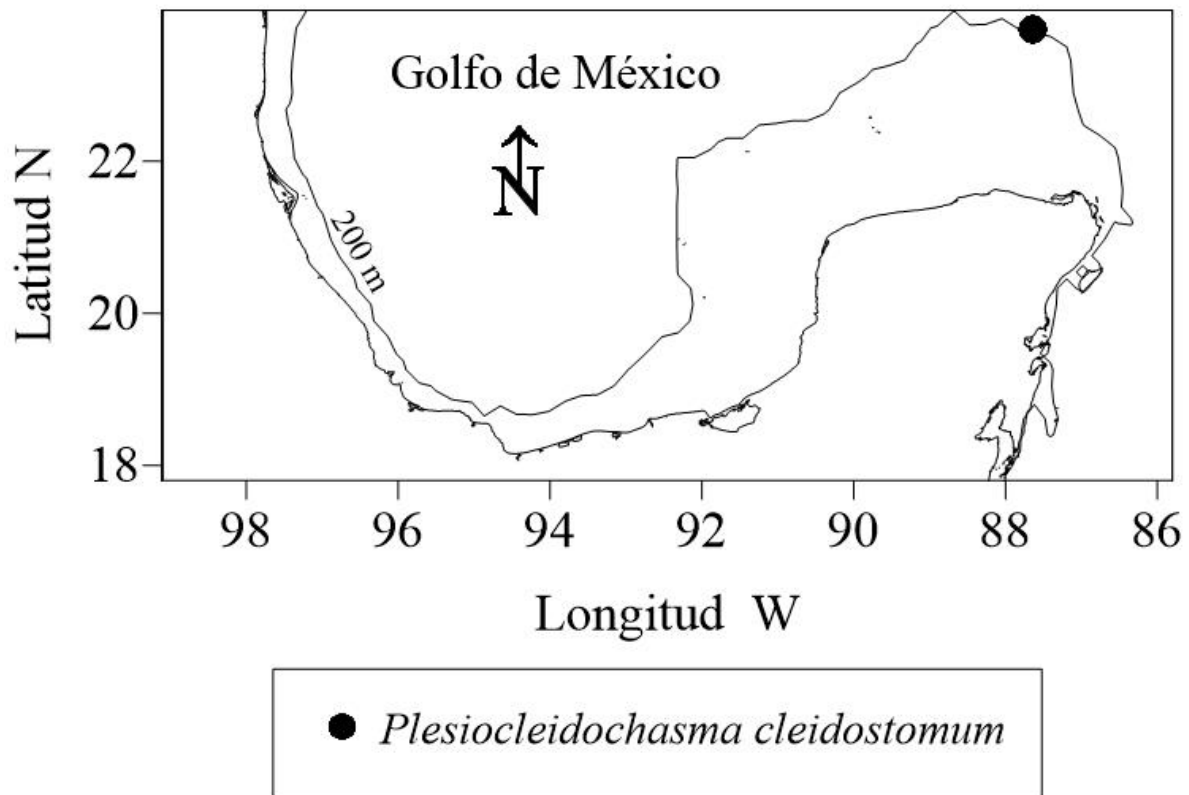 Golfo de México
N
200 m
Latitud N
22
20
18
98 96 94 92 90 88 86
Longitud W
Plesiocleidochasma cleidostomum